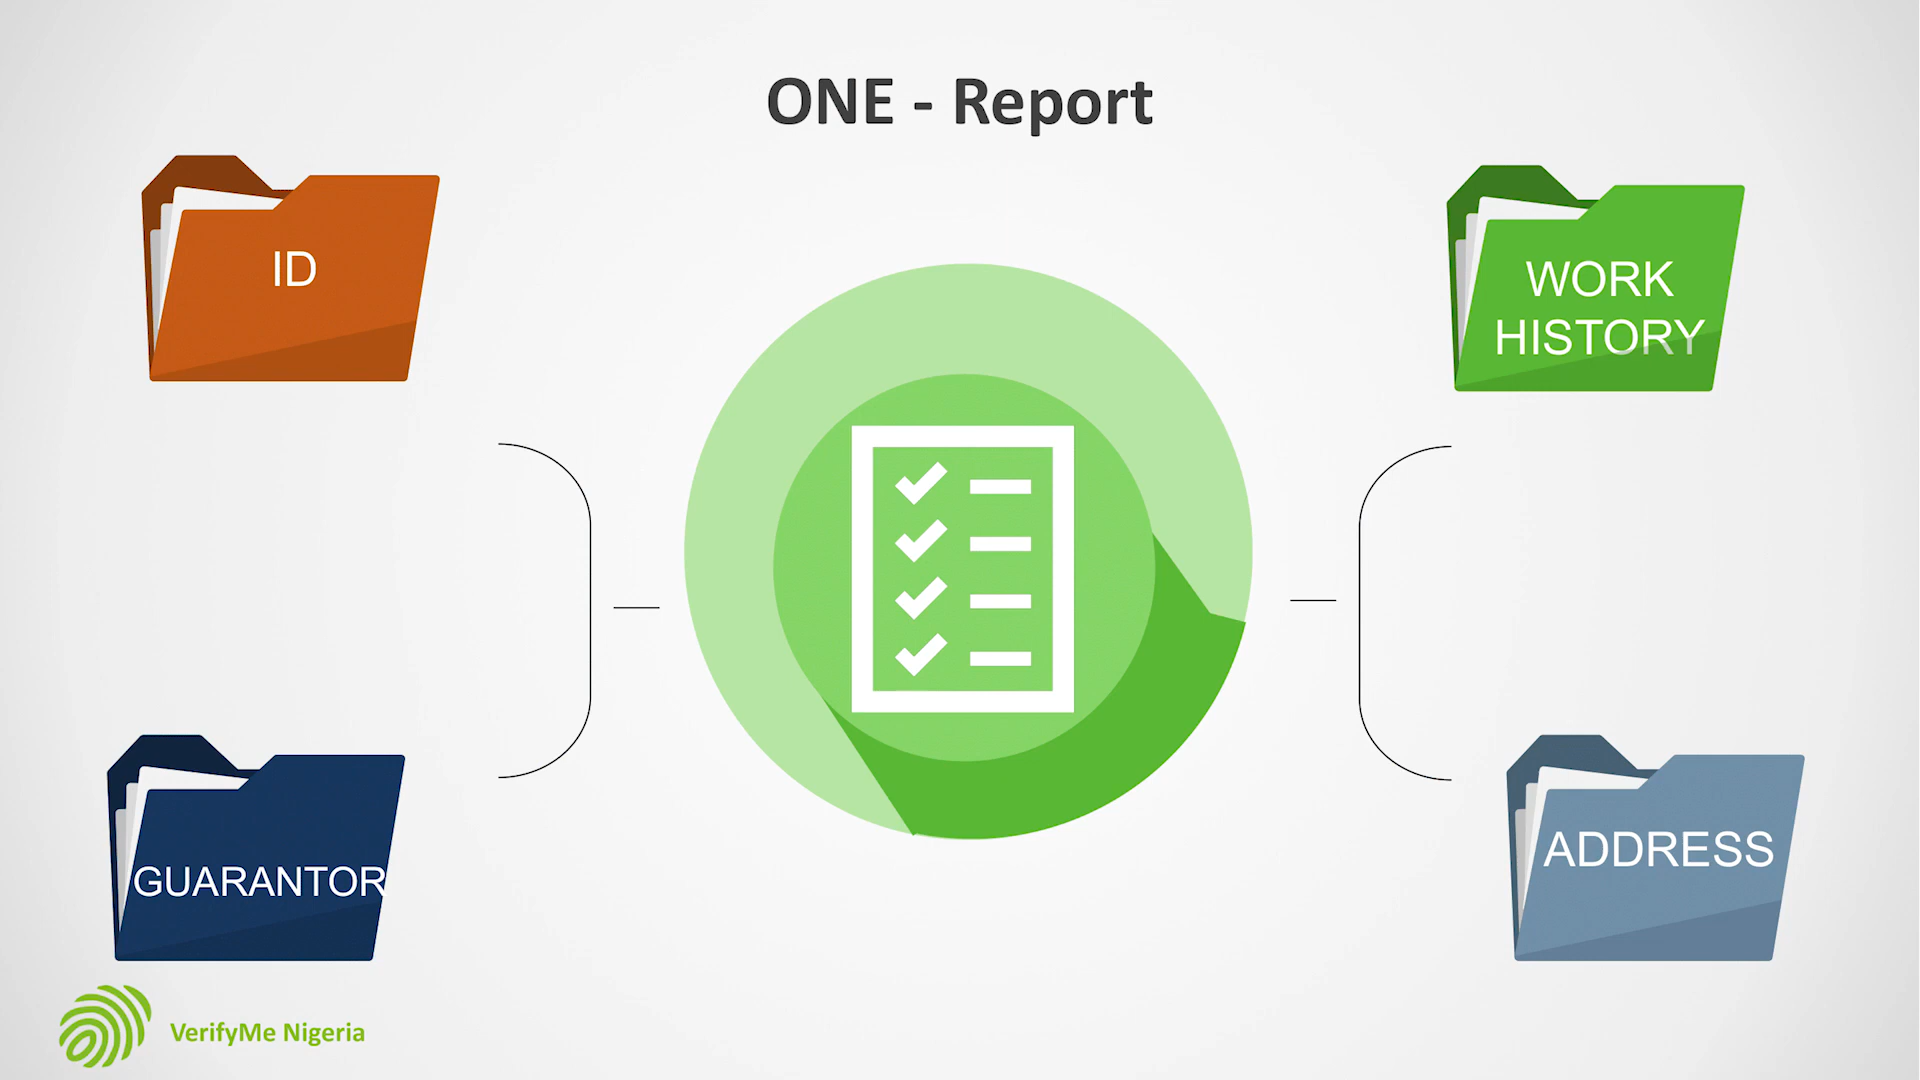 ONE - Report
ID
WORK
HISTORY
GUARANTOR
ADDRESS
VerifyMe Nigeria